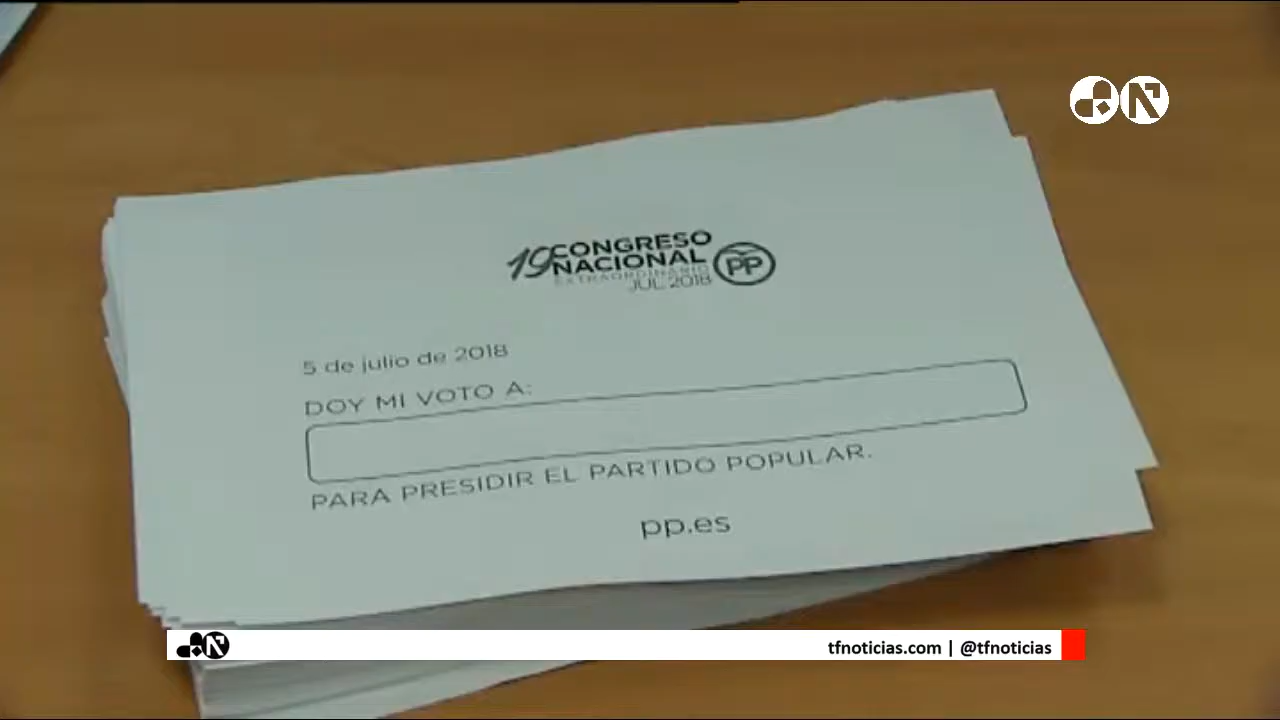 19 CONGRESO
NACIONAL
EXTRAORDINARIO
JUL. 2018
PP
5 de julio de 2018
DOY MI VOTO A:
PARA PRESIDIR EL PARTIDO POPULAR.
pp.es
N
N
tfnoticias.com | @tfnoticias